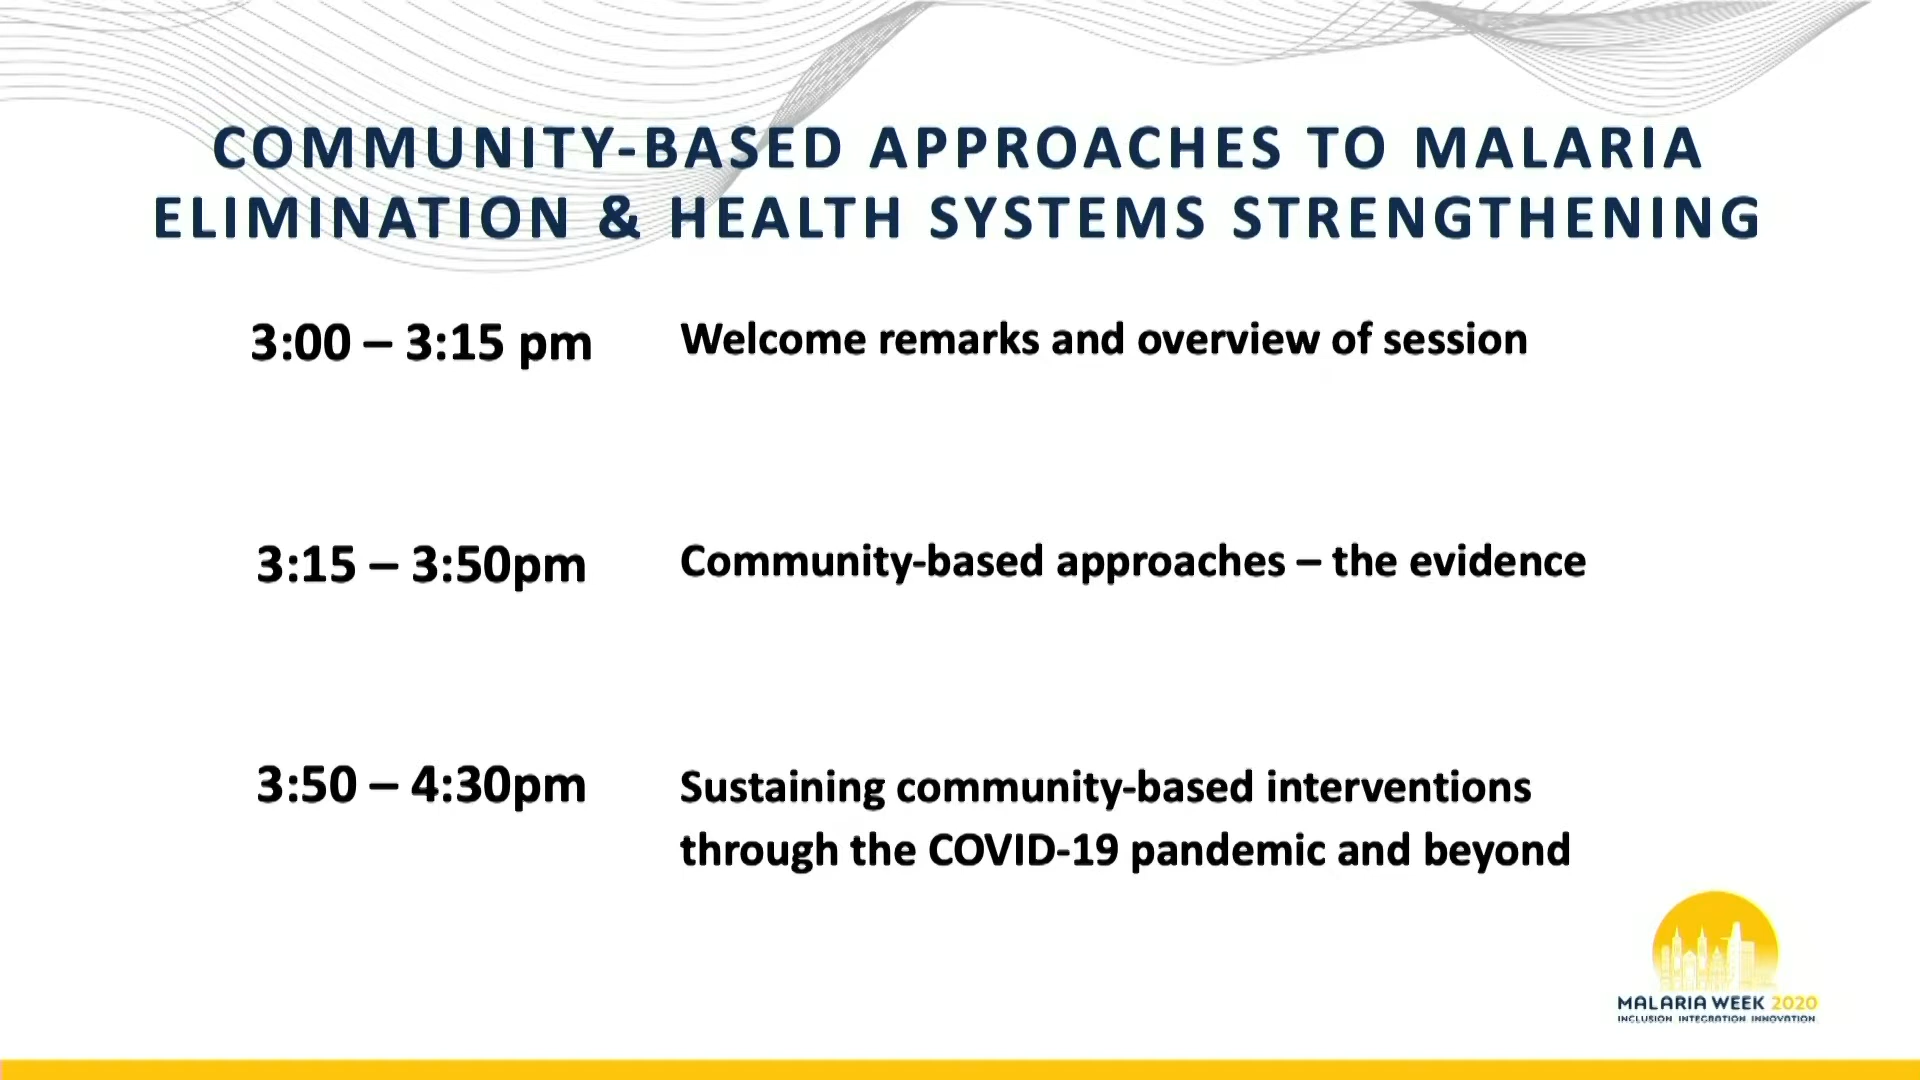 COMMUNITY-BASED APPROACHES TO MALARIA
ELIMINATION & HEALTH SYSTEMS STRENGTHENING
3:00 – 3:15 pm
Welcome remarks and overview of session
3:15 – 3:50pm
Community-based approaches – the evidence
3:50 – 4:30pm
Sustaining community-based interventions
through the COVID-19 pandemic and beyond
MALARIA WEEK 2020
INCLUSION INTEGRATION INNOVATION